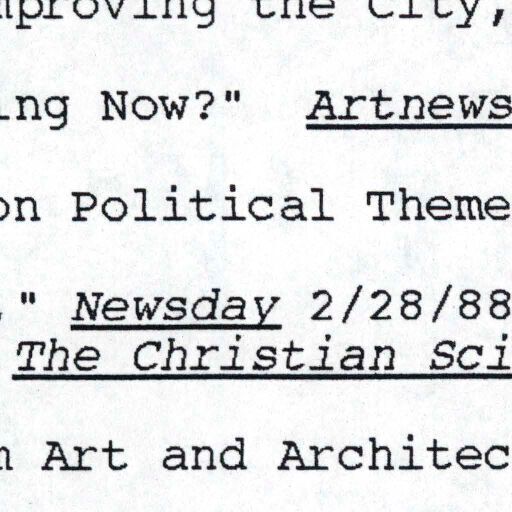 mproving the City,
ing Now?" Artnews
on Political Theme
," Newsday 2/28/88
The Christian Sci
n Art and Architec